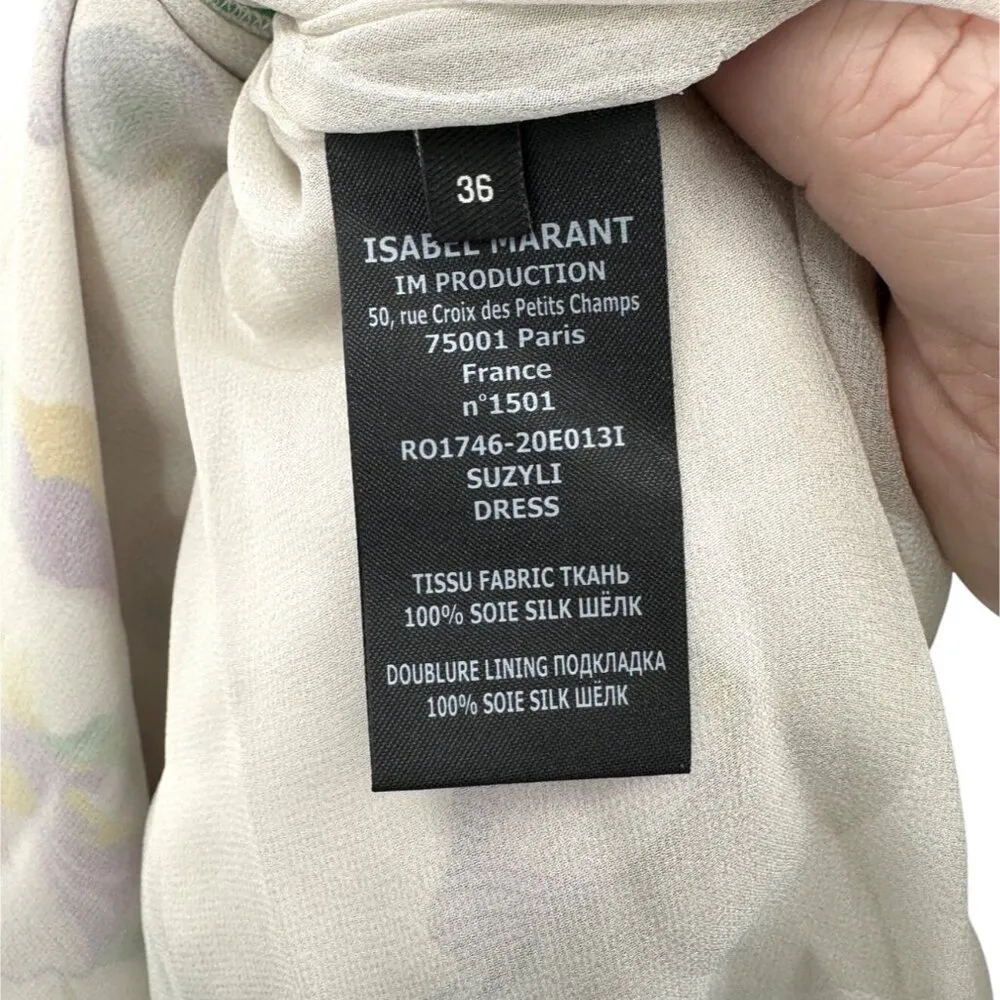 36
ISABEL MARANT
IM PRODUCTION
50, rue Croix des Petits Champs
75001 Paris
France
n°1501
RO1746-20E013I
SUZYLI
DRESS
TISSU FABRIC ТКАНЬ
100% SOIE SILK ШЁЛК
DOUBLURE LINING ПОДКЛАДКА
100% SOIE SILK ШЁЛК